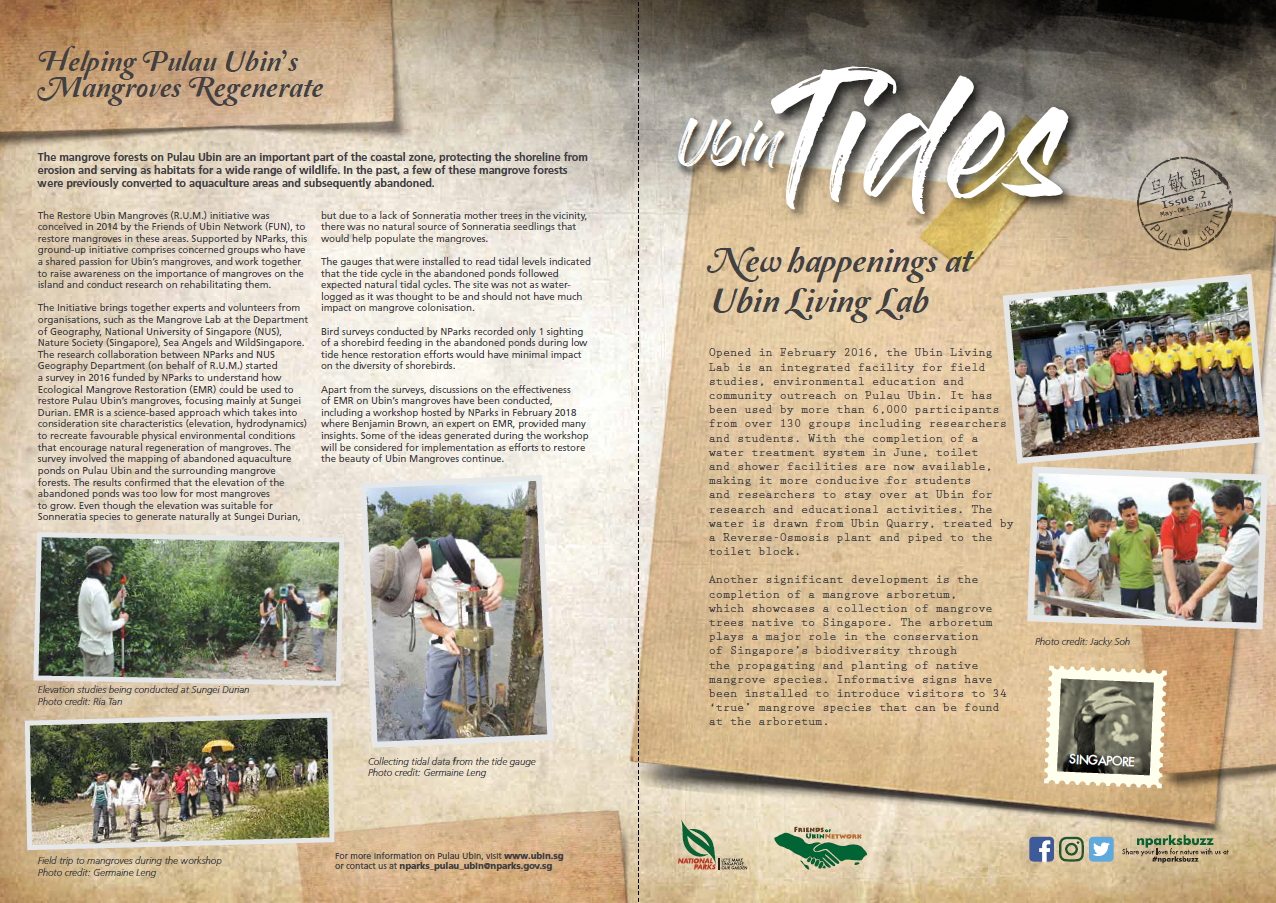 Helping Pulau Ubin's
Mangroves Regenerate
The mangrove forests on Pulau Ubin are an important part of the coastal zone, protecting the shoreline from
erosion and serving as habitats for a wide range of wildlife. In the past, a few of these mangrove forests
were previously converted to aquaculture areas and subsequently abandoned.
The Restore Ubin Mangroves (R.U.M.) initiative was
conceived in 2014 by the Friends of Ubin Network (FUN), to
restore mangroves in these areas. Supported by NParks, this
ground-up initiative comprises concerned groups who have
a shared passion for Ubin's mangroves, and work together
to raise awareness on the importance of mangroves on the
island and conduct research on rehabilitating them.
The Initiative brings together experts and volunteers from
organisations, such as the Mangrove Lab at the Department
of Geography, National University of Singapore (NUS),
Nature Society (Singapore), Sea Angels and WildSingapore.
The research collaboration between NParks and NUS
Geography Department (on behalf of R.U.M.) started
a survey in 2016 funded by NParks to understand how
Ecological Mangrove Restoration (EMR) could be used to
restore Pulau Ubin's mangroves, focusing mainly at Sungei
Durian. EMR is a science-based approach which takes into
consideration site characteristics (elevation, hydrodynamics)
to recreate favourable physical environmental conditions
that encourage natural regeneration of mangroves. The
survey involved the mapping of abandoned aquaculture
ponds on Pulau Ubin and the surrounding mangrove
forests. The results confirmed that the elevation of the
abandoned ponds was too low for most mangroves
to grow. Even though the elevation was suitable for
Sonneratia species to generate naturally at Sungei Durian,
but due to a lack of Sonneratia mother trees in the vicinity,
there was no natural source of Sonneratia seedlings that
would help populate the mangroves.
The gauges that were installed to read tidal levels indicated
that the tide cycle in the abandoned ponds followed
expected natural tidal cycles. The site was not as water-
logged as it was thought to be and should not have much
impact on mangrove colonisation.
Bird surveys conducted by NParks recorded only 1 sighting
of a shorebird feeding in the abandoned ponds during low
tide hence restoration efforts would have minimal impact
on the diversity of shorebirds.
Apart from the surveys, discussions on the effectiveness
of EMR on Ubin's mangroves have been conducted,
including a workshop hosted by NParks in February 2018
where Benjamin Brown, an expert on EMR, provided many
insights. Some of the ideas generated during the workshop
will be considered for implementation as efforts to restore
the beauty of Ubin Mangroves continue.
Elevation studies being conducted at Sungei Durian
Photo credit: Ria Tan
Collecting tidal data from the tide gauge
Photo credit: Germaine Leng
Field trip to mangroves during the workshop
Photo credit: Germaine Leng
For more information on Pulau Ubin, visit www.ubin.sg
or contact us at nparks_pulau_ubin@nparks.gov.sg
Ubin Tides
乌敏岛
Issue 2
May-Oct 2018
PULAU UBIN
New happenings at
Ubin Living Lab
Opened in February 2016, the Ubin Living
Lab is an integrated facility for field
studies, environmental education and
community outreach on Pulau Ubin. It has
been used by more than 6,000 participants
from over 130 groups including researchers
and students. With the completion of a
water treatment system in June, toilet
and shower facilities are now available,
making it more conducive for students
and researchers to stay over at Ubin for
research and educational activities. The
water is drawn from Ubin Quarry, treated by
a Reverse-Osmosis plant and piped to the
toilet block.
Another significant development is the
completion of a mangrove arboretum,
which showcases a collection of mangrove
trees native to Singapore. The arboretum
plays a major role in the conservation
of Singapore's biodiversity through
the propagating and planting of native
mangrove species. Informative signs have
been installed to introduce visitors to 34
'true' mangrove species that can be found
at the arboretum.
Photo credit: Jacky Soh
SINGAPORE
NATIONAL
PARKS
LET'S MAKE
SINGAPORE
OUR GARDEN
FRIENDS OF
UBIN NETWORK
nparksbuzz
Share your love for nature with us at
#nparksbuzz